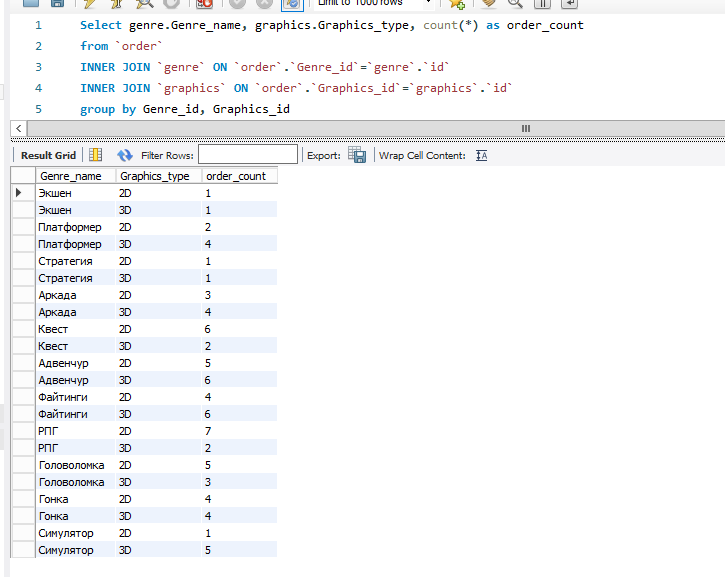 Limit to 1000 rows
1 Select genre.Genre_name, graphics.Graphics_type, count(*) as order_count
2 from `order`
3 INNER JOIN `genre` ON `order`.`Genre_id`=`genre`.`id`
4 INNER JOIN `graphics` ON `order`.`Graphics_id`=`graphics`.`id`
5 group by Genre_id, Graphics_id
Result Grid Filter Rows: Export: Wrap Cell Content: IA
Genre_name Graphics_type order_count
Экшен 2D 1
Экшен 3D 1
Платформер 2D 2
Платформер 3D 4
Стратегия 2D 1
Стратегия 3D 1
Аркада 2D 3
Аркада 3D 4
Квест 2D 6
Квест 3D 2
Адвенчур 2D 5
Адвенчур 3D 6
Файтинги 2D 4
Файтинги 3D 6
РПГ 2D 7
РПГ 3D 2
Головоломка 2D 5
Головоломка 3D 3
Гонка 2D 4
Гонка 3D 4
Симулятор 2D 1
Симулятор 3D 5